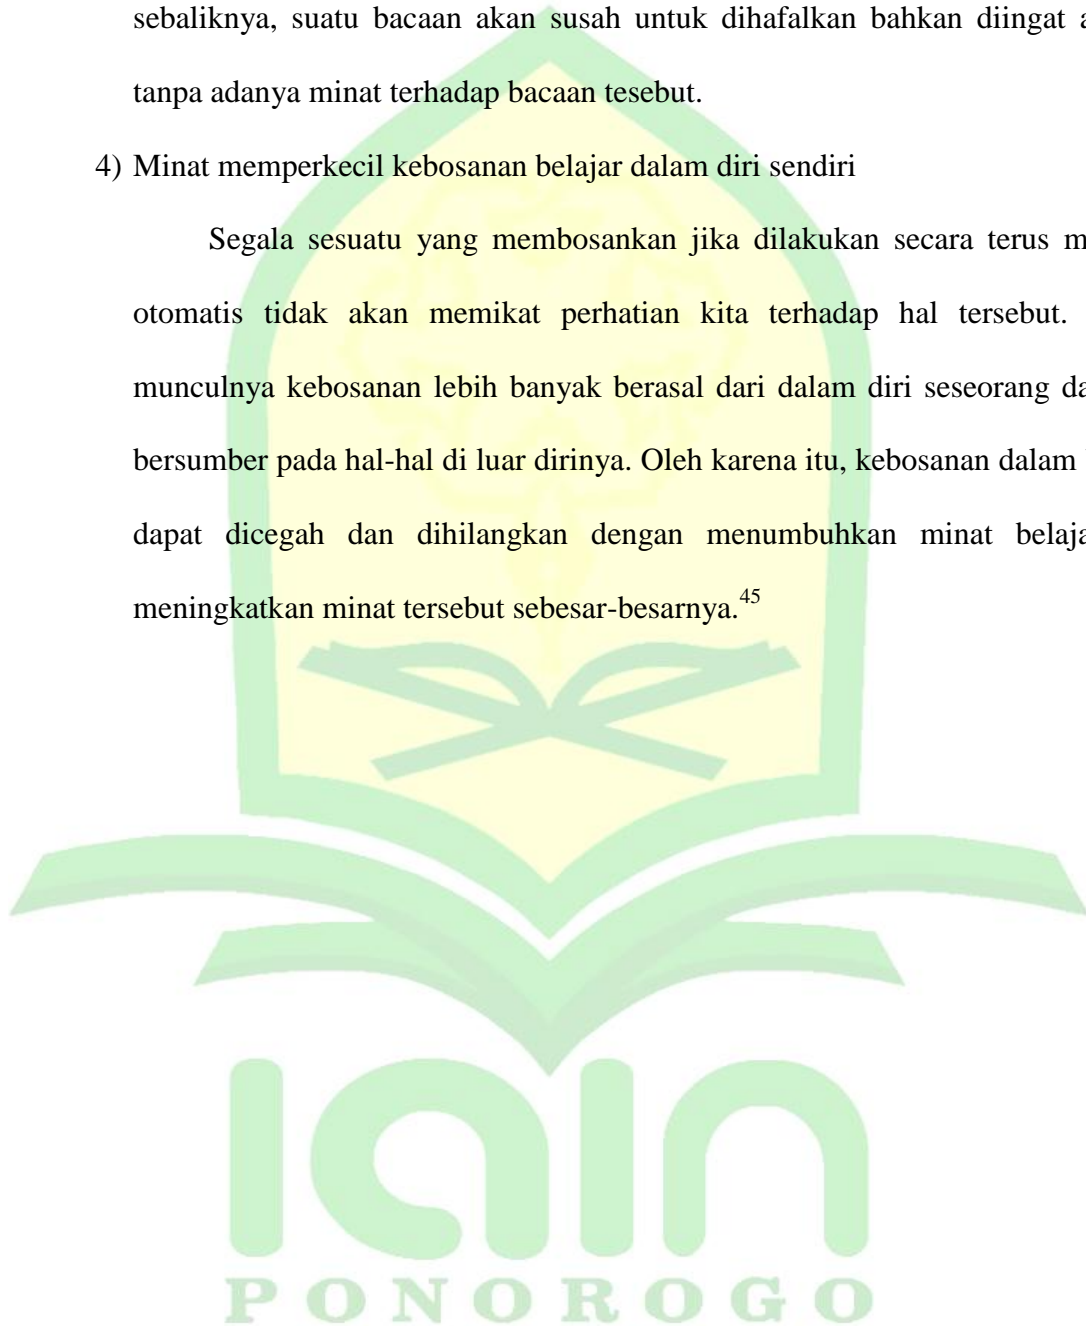 sebaliknya, suatu bacaan akan susah untuk dihafalkan bahkan diingat
tanpa adanya minat terhadap bacaan tesebut.
4) Minat memperkecil kebosanan belajar dalam diri sendiri
Segala sesuatu yang membosankan jika dilakukan secara terus
otomatis tidak akan memikat perhatian kita terhadap hal tersebut.
munculnya kebosanan lebih banyak berasal dari dalam diri seseorang
bersumber pada hal-hal di luar dirinya. Oleh karena itu, kebosanan dalam
dapat dicegah dan dihilangkan dengan menumbuhkan minat
meningkatkan minat tersebut sebesar-besarnya.45
iain
PONOROGO